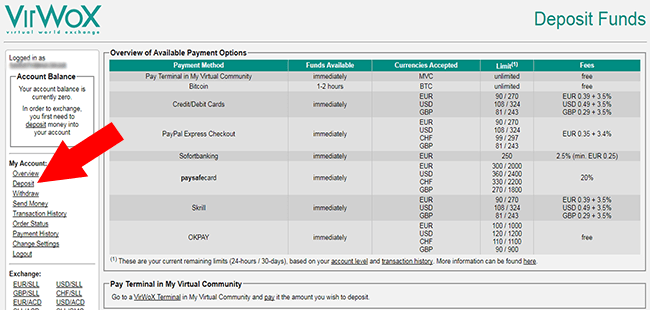 VirWoX
virtual world exchange
Deposit Funds
Logged in as
Account Balance
Your account balance is
currently zero.
In order to exchange,
you first need to
deposit money into
your account
My Account:
Overview
Deposit
Withdraw
Send Money
Transaction History
Order Status
Payment History
Change Settings
Logout
Exchange:
EUR/SLL USD/SLL
GBP/SLL CHF/SLL
EUR/ACD USD/ACD
Overview of Available Payment Options
Payment Method Funds Available Currencies Accepted Limit(1) Fees
Pay Terminal in My Virtual Community immediately MVC unlimited free
Bitcoin 1-2 hours BTC unlimited free
Credit/Debit Cards immediately
EUR 90 / 270 EUR 0.39 + 3.5%
USD 108 / 324 USD 0.49 + 3.5%
GBP 81 / 243 GBP 0.29 + 3.5%
PayPal Express Checkout immediately
EUR 90 / 270
USD 108 / 324
CHF 99 / 297
GBP 81 / 243
EUR 0.35 + 3.4%
Sofortbanking immediately EUR 250 2.5% (min. EUR 0.25)
paysafecard immediately
EUR 300 / 2000
USD 360 / 2400
CHF 330 / 2200
GBP 270 / 1800
20%
Skrill immediately
EUR 90 / 270 EUR 0.39 + 3.5%
USD 108 / 324 USD 0.49 + 3.5%
GBP 81 / 243 GBP 0.29 + 3.5%
OKPAY immediately
EUR 100 / 1000
USD 120 / 1200
CHF 110 / 1100
GBP 90 / 900
free
(1) These are your current remaining limits (24-hours / 30-days), based on your account level and transaction history. More information can be found here.
Pay Terminal in My Virtual Community
Go to a VirWoX Terminal in My Virtual Community and pay it the amount you wish to deposit.